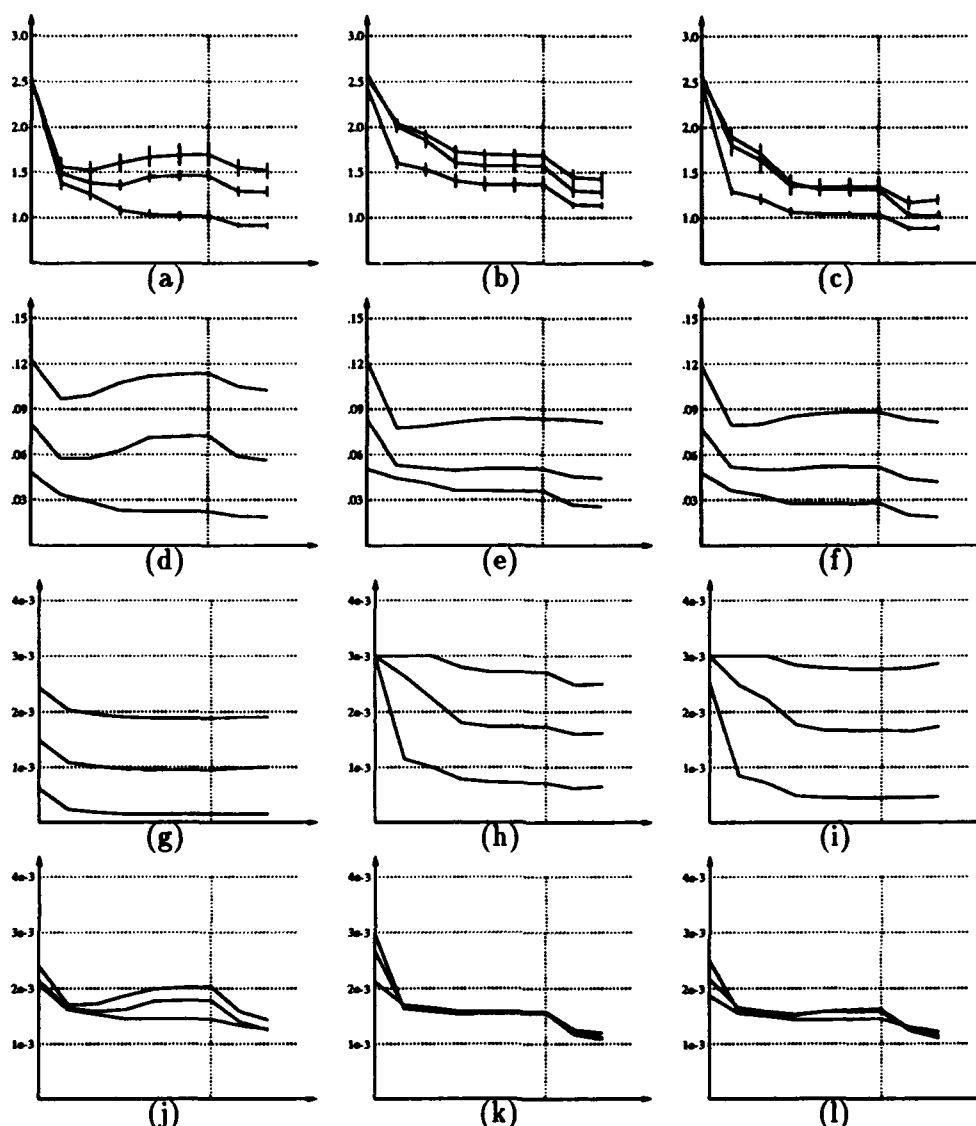 3.0 3.0 3.0
2.5 2.5 2.5
2.0 2.0 2.0
1.5 1.5 1.5
1.0 1.0 1.0
(a) (b) (c)
.15 .15 .15
.12 .12 .12
.09 .09 .09
.06 .06 .06
.03 .03 .03
(d) (e) (f)
4e-3 4e-3 4e-3
3e-3 3e-3 3e-3
2e-3 2e-3 2e-3
1e-3 1e-3 1e-3
(g) (h) (i)
4e-3 4e-3 4e-3
3e-3 3e-3 3e-3
2e-3 2e-3 2e-3
1e-3 1e-3 1e-3
(j) (k) (l)